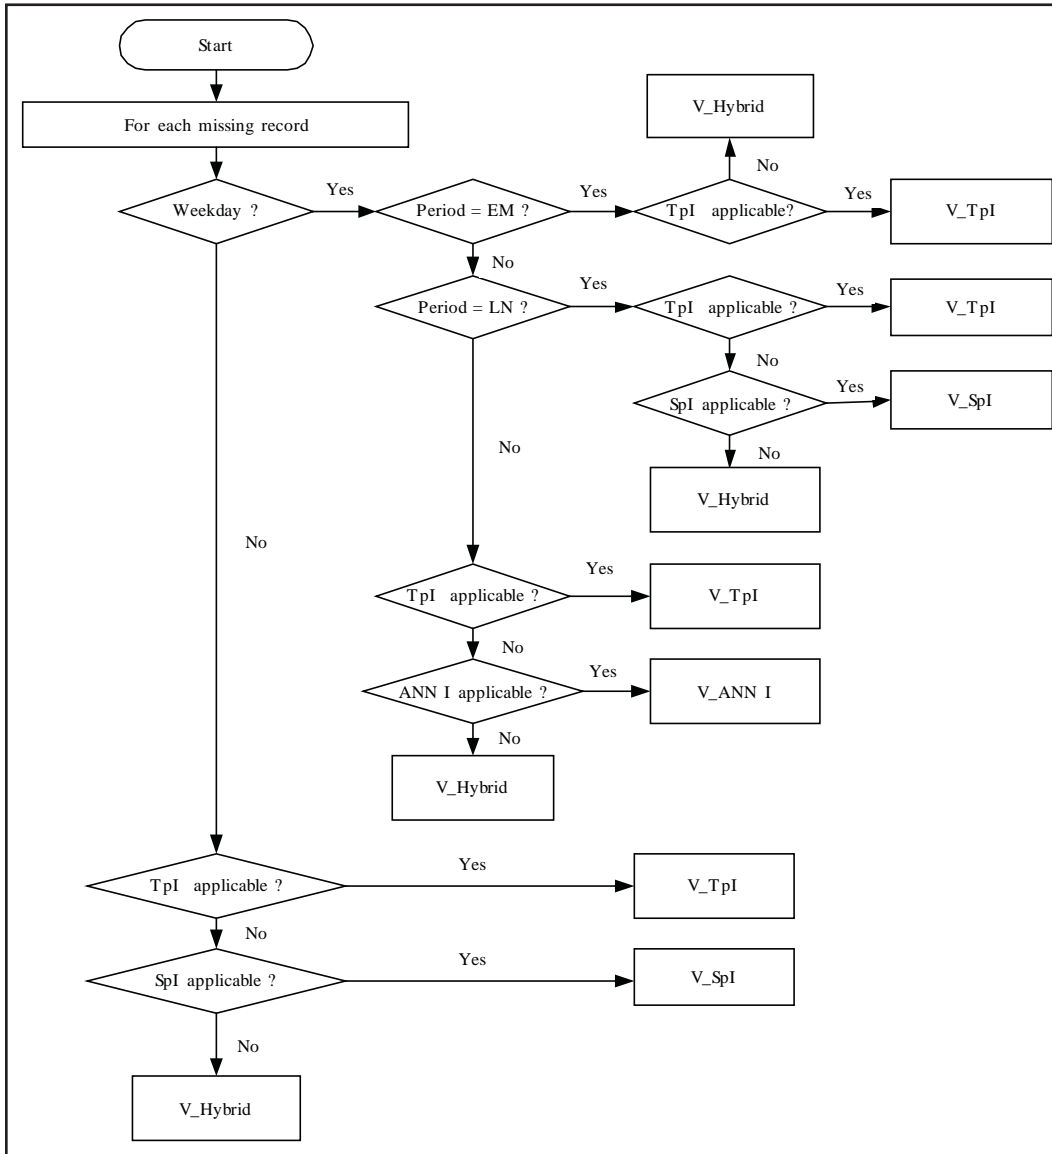 Start
For each missing record
Weekday ?
Yes
Period = EM ?
Yes
TpI applicable?
Yes
V_TpI
No
V_Hybrid
No
Period = LN ?
Yes
TpI applicable ?
Yes
V_TpI
No
SpI applicable ?
Yes
V_SpI
No
V_Hybrid
No
TpI applicable ?
Yes
V_TpI
No
ANN I applicable ?
Yes
V_ANN I
No
V_Hybrid
No
TpI applicable ?
Yes
V_TpI
No
SpI applicable ?
Yes
V_SpI
No
V_Hybrid